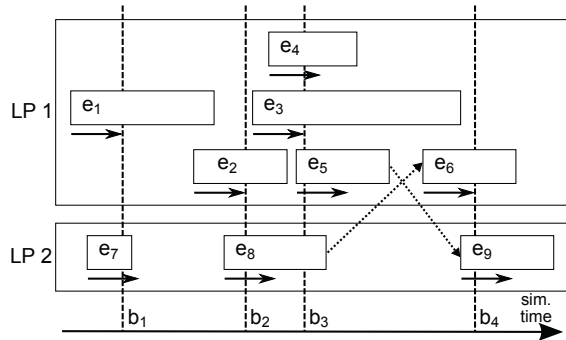 LP 1
e₄
e₁
e₃
e₂
e₅
e₆
LP 2
e₇
e₈
e₉
b₁
b₂
b₃
b₄
sim.
time